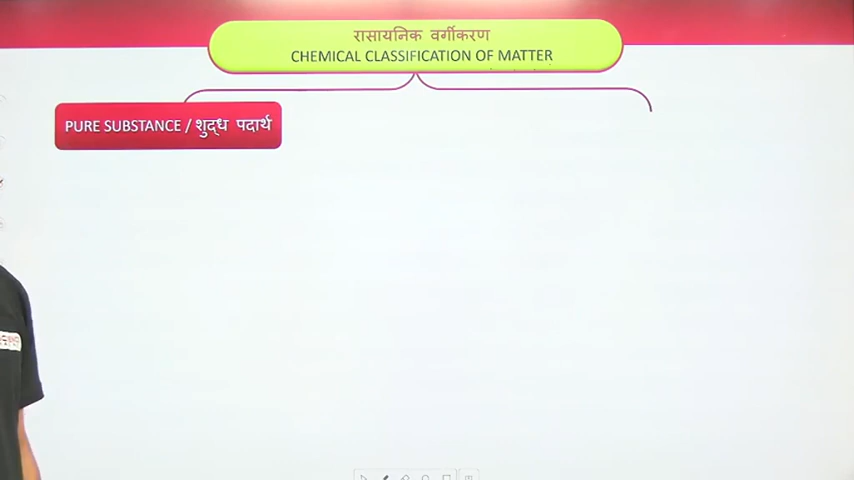 रासायनिक वर्गीकरण
CHEMICAL CLASSIFICATION OF MATTER
PURE SUBSTANCE / शुद्ध पदार्थ